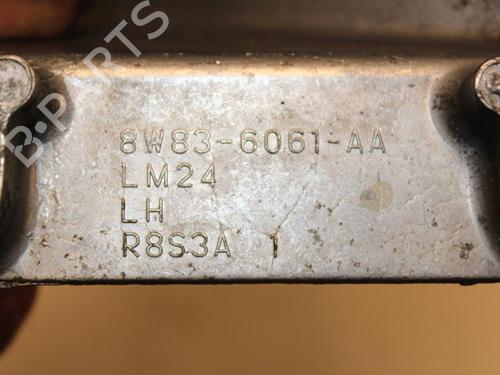 B-PARTS
8W83-6061-AA
LM24
LH
R8S3A 1